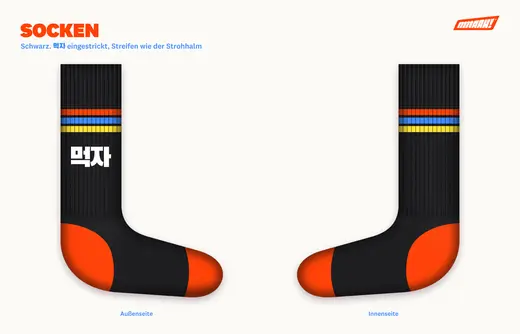 SOCKEN
Schwarz. 먹자 eingestrickt, Streifen wie der Strohhalm
먹자
Außenseite
Innenseite